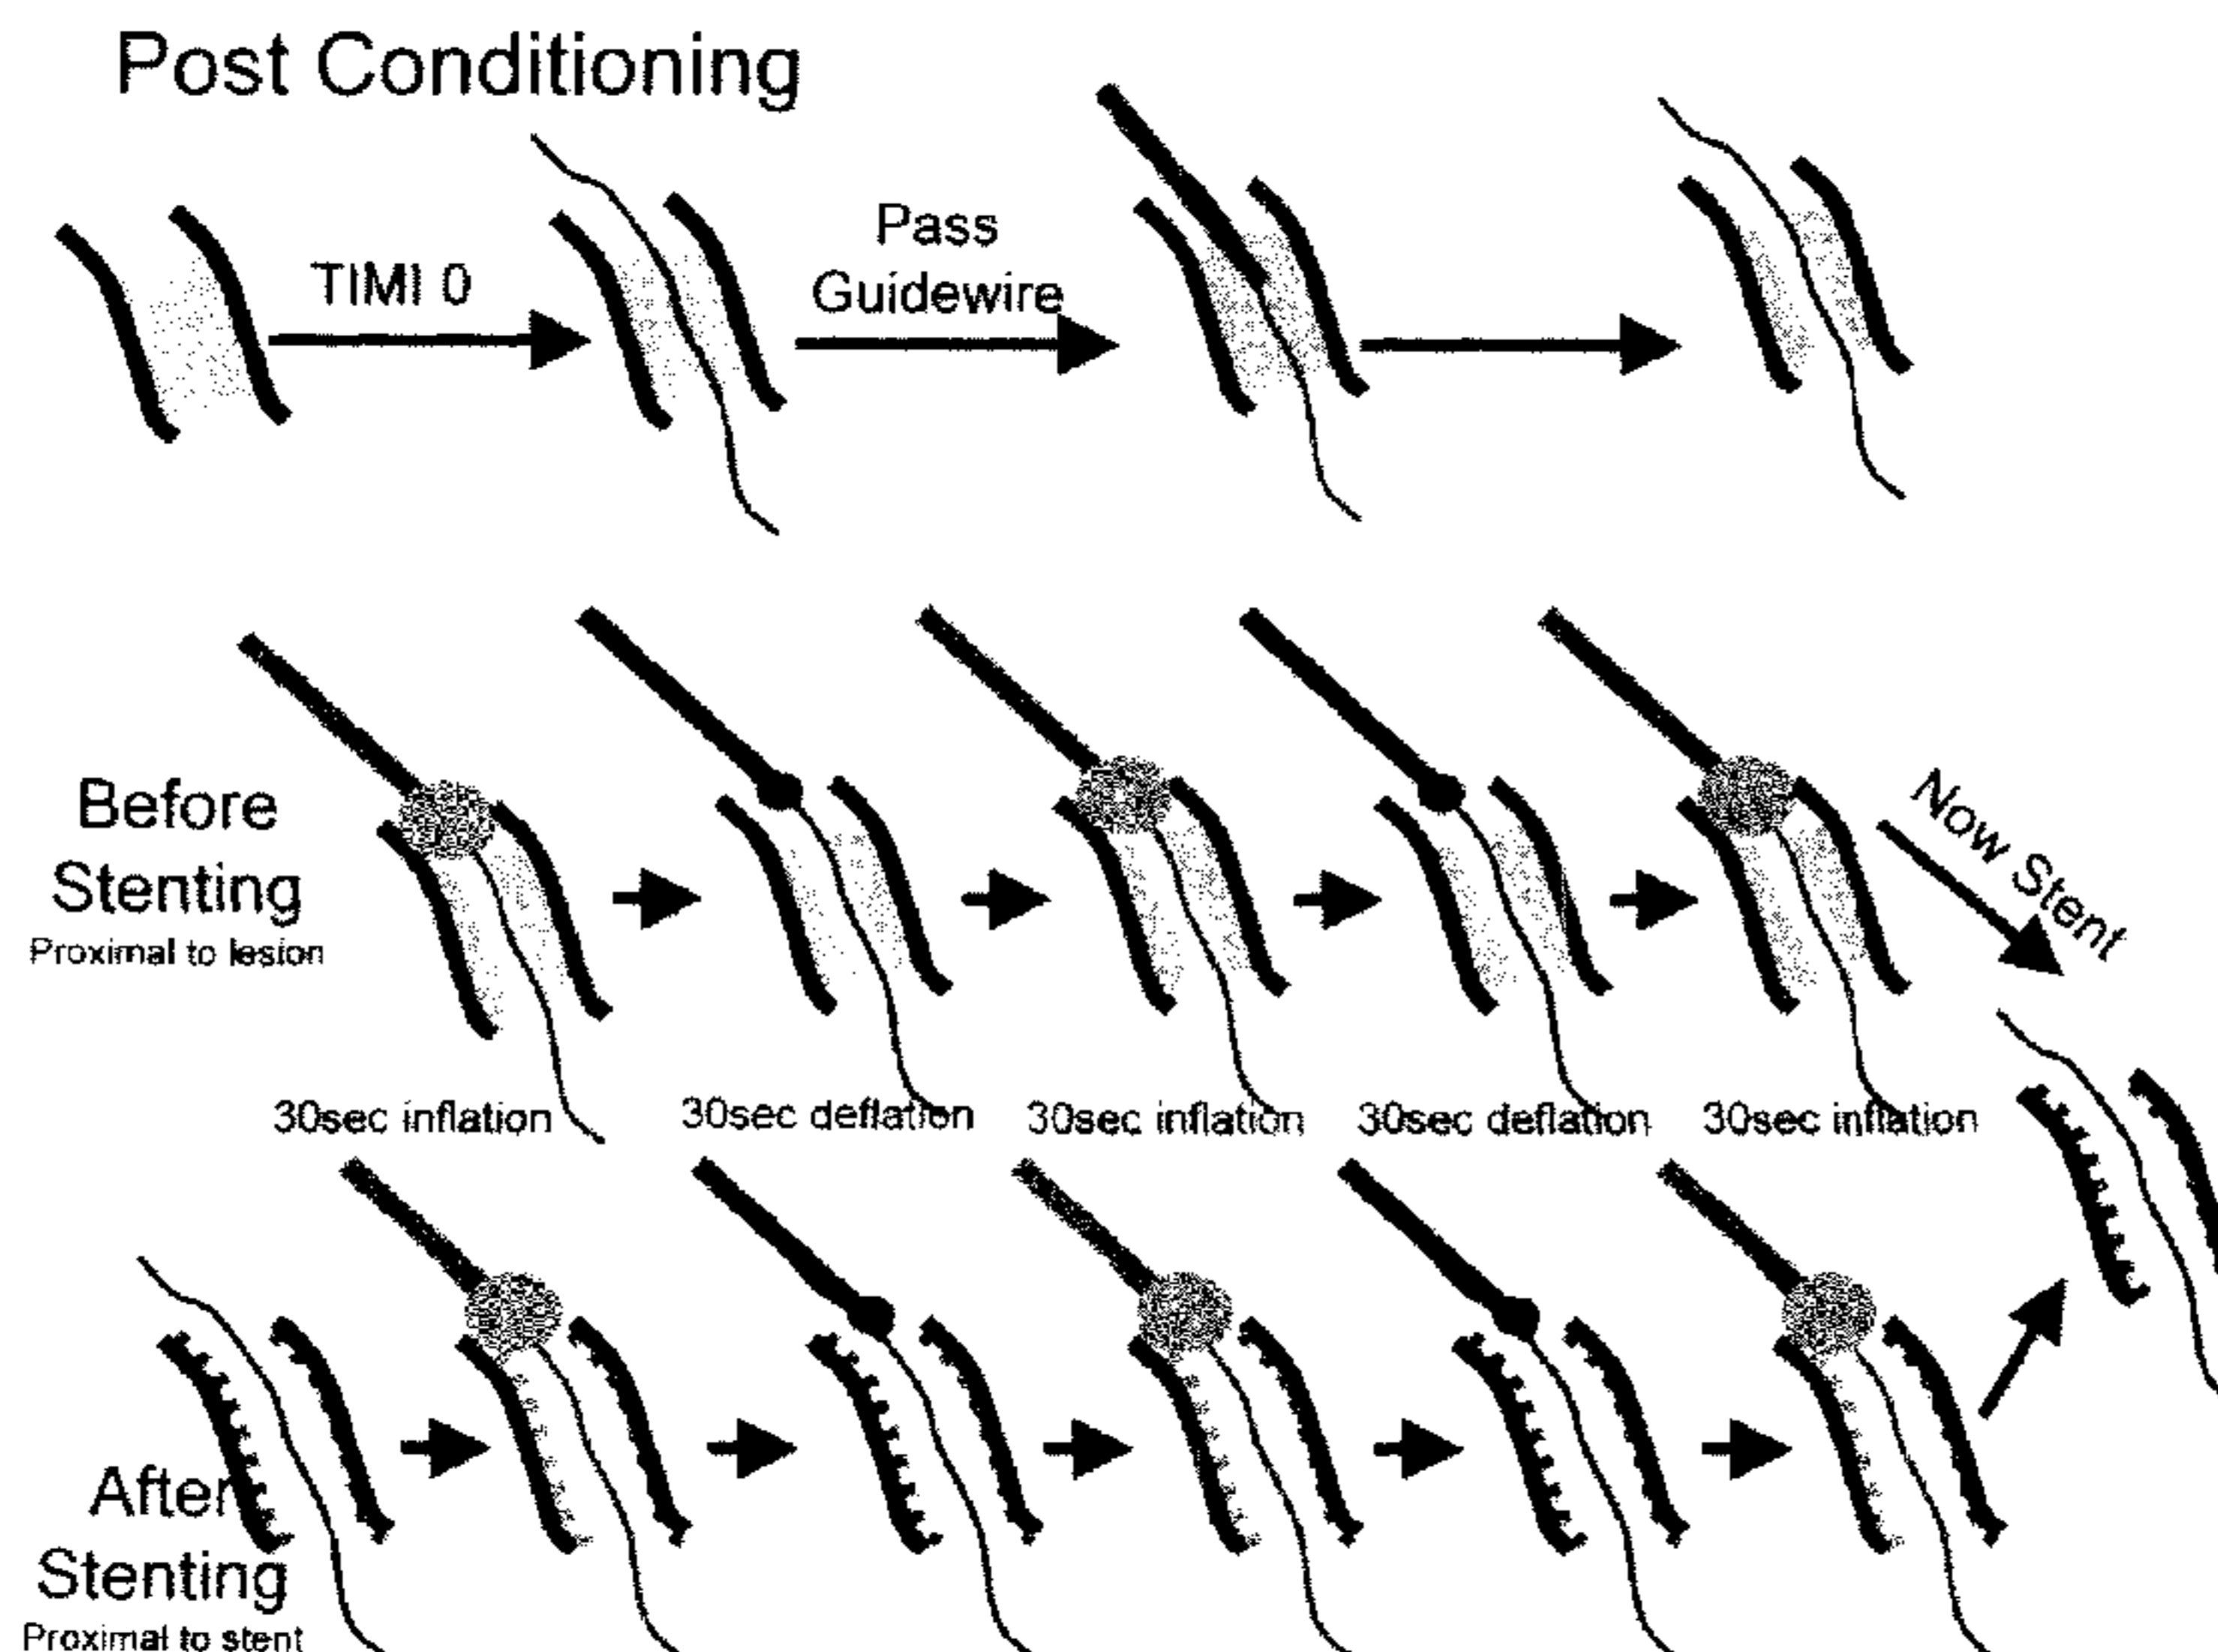 Post Conditioning
TIMI 0
Pass
Guidewire
Before
Stenting
Proximal to lesion
Now Stent
30sec inflation
30sec deflation
30sec inflation
30sec deflation
30sec inflation
After
Stenting
Proximal to stent